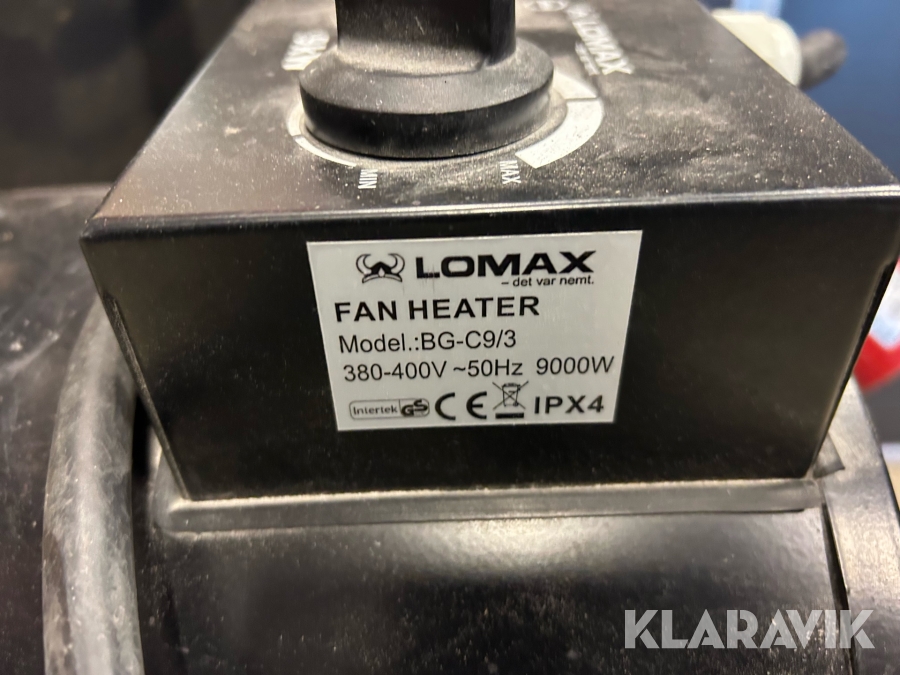 LOMAX
MIN
MAX
LOMAX
– det var nemt.
FAN HEATER
Model.:BG-C9/3
380-400V ~50Hz 9000W
Intertek GS CE IPX4
KLARAVIK